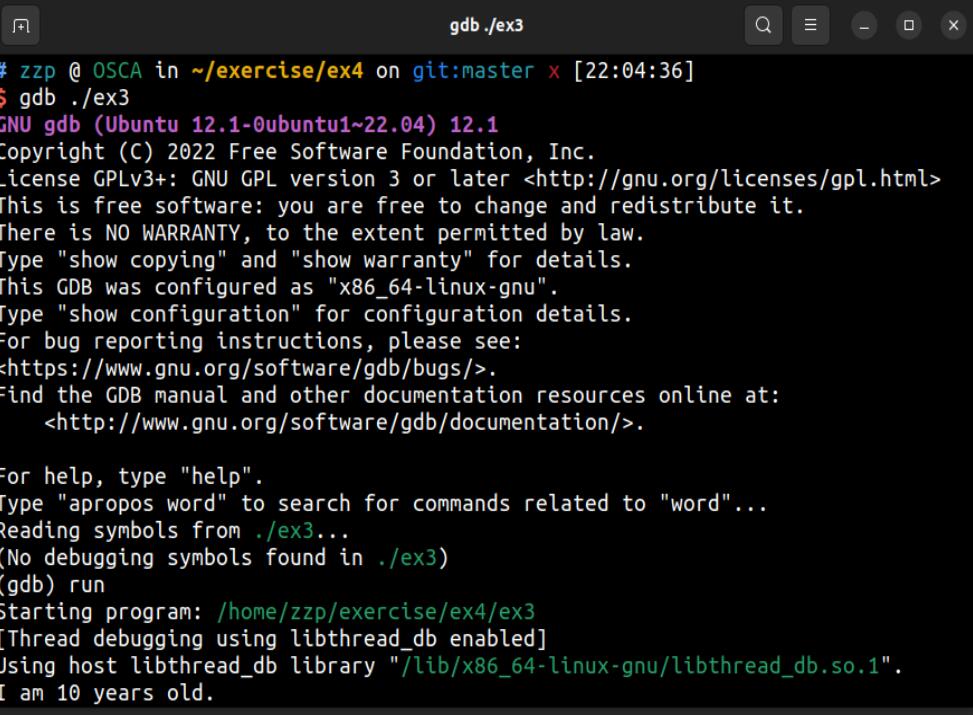 gdb ./ex3
# zzp @ OSCA in ~/exercise/ex4 on git:master x [22:04:36]
$ gdb ./ex3
GNU gdb (Ubuntu 12.1-0ubuntu1~22.04) 12.1
Copyright (C) 2022 Free Software Foundation, Inc.
License GPLv3+: GNU GPL version 3 or later <http://gnu.org/licenses/gpl.html>
This is free software: you are free to change and redistribute it.
There is NO WARRANTY, to the extent permitted by law.
Type "show copying" and "show warranty" for details.
This GDB was configured as "x86_64-linux-gnu".
Type "show configuration" for configuration details.
For bug reporting instructions, please see:
<https://www.gnu.org/software/gdb/bugs/>.
Find the GDB manual and other documentation resources online at:
    <http://www.gnu.org/software/gdb/documentation/>.

For help, type "help".
Type "apropos word" to search for commands related to "word"...
Reading symbols from ./ex3...
(No debugging symbols found in ./ex3)
(gdb) run
Starting program: /home/zzp/exercise/ex4/ex3
[Thread debugging using libthread_db enabled]
Using host libthread_db library "/lib/x86_64-linux-gnu/libthread_db.so.1".
I am 10 years old.